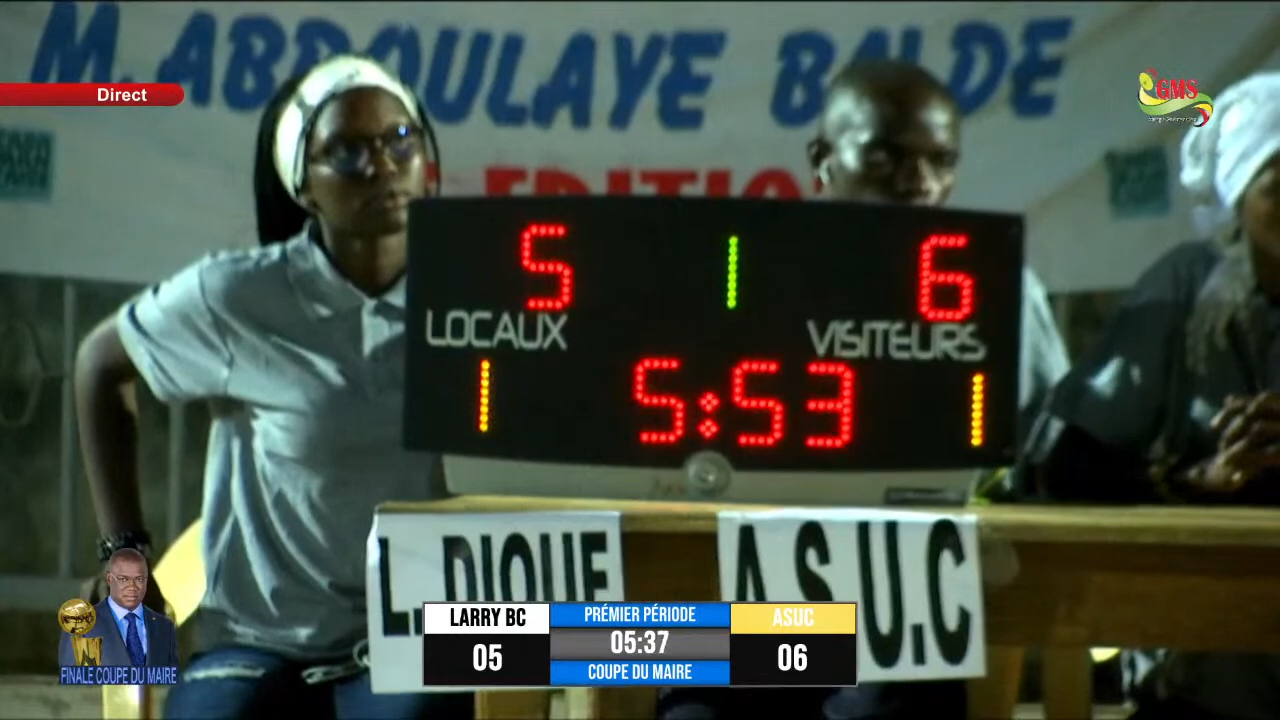 M. ABDOULAYE BALDE
Direct
GMS
EDITION
5 1 6
LOCAUX VISITEURS
1 5:53 1
L. DIOUF A.S.U.C
LARRY BC PRÉMIER PÉRIODE ASUC
05 05:37 06
COUPE DU MAIRE
FINALE COUPE DU MAIRE